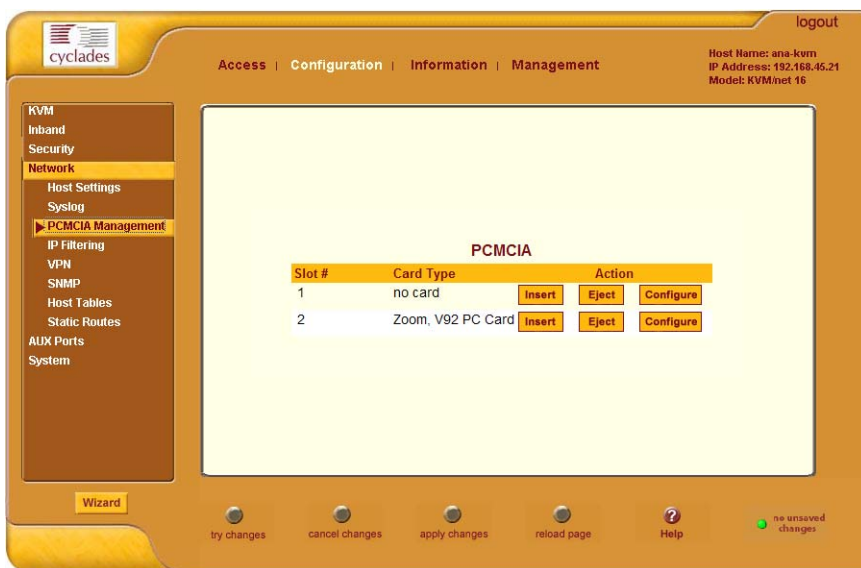 logout
cyclades
Access | Configuration | Information | Management
Host Name: ana-kvm
IP Address: 192.168.45.21
Model: KVM/net 16
KVM
Inband
Security
Network
Host Settings
Syslog
PCMCIA Management
IP Filtering
VPN
SNMP
Host Tables
Static Routes
AUX Ports
System
PCMCIA
Slot # Card Type Action
1 no card Insert Eject Configure
2 Zoom, V92 PC Card Insert Eject Configure
Wizard
try changes
cancel changes
apply changes
reload page
?
Help
no unsaved
changes